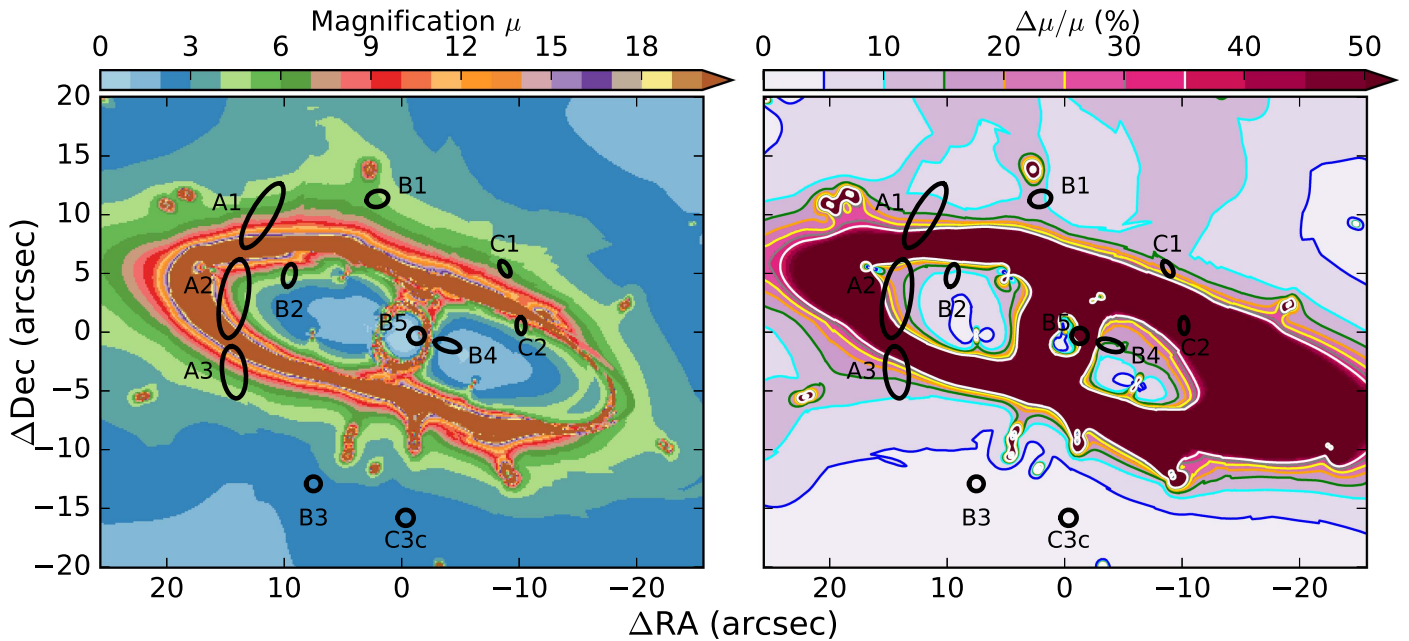 Magnification μ
0 3 6 9 12 15 18
Δμ/μ (%)
0 10 20 30 40 50
ΔDec (arcsec)
20
15
10
5
0
−5
−10
−15
−20
A1
B1
C1
A2
B2
B5
B4
C2
A3
B3
C3c
20 10 0 −10 −20
A1
C1
A2
B2
B5
B4
C2
A3
B3
C3c
B1
20 10 0 −10 −20
ΔRA (arcsec)